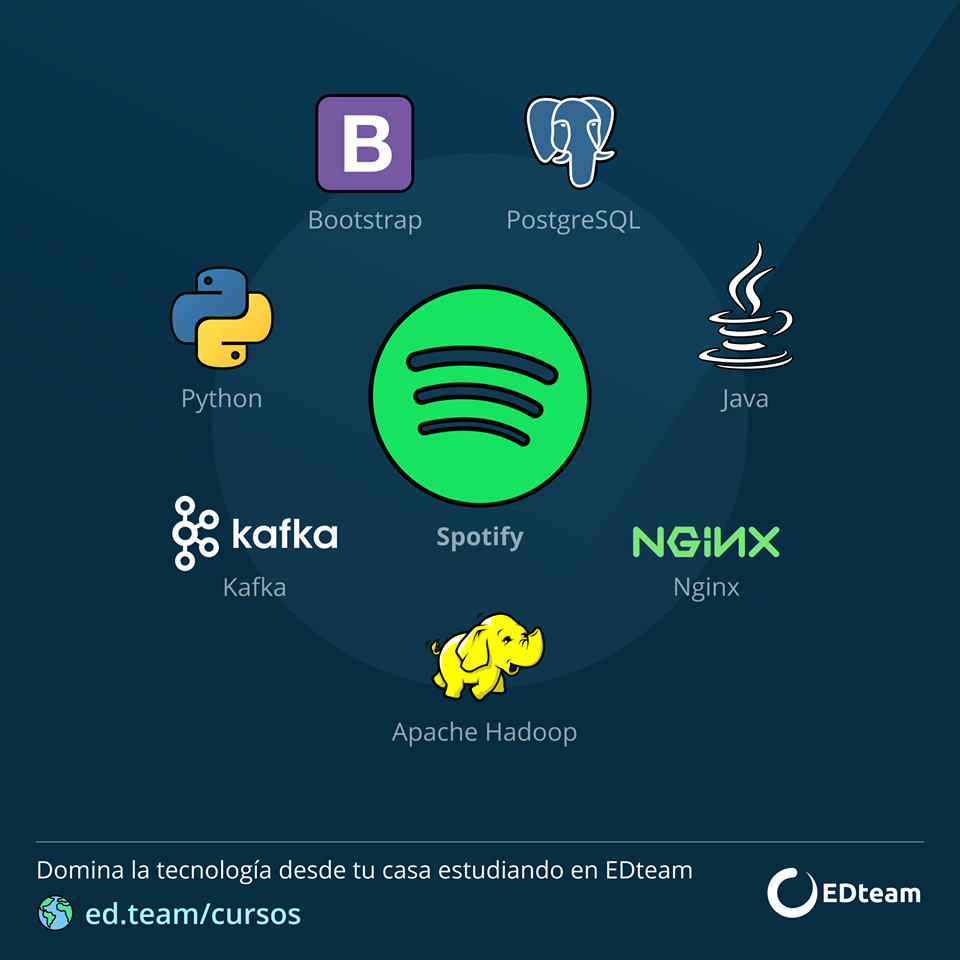 B
Bootstrap
PostgreSQL
Python
Java
kafka
Kafka
Spotify
NGiNX
Nginx
Apache Hadoop
Domina la tecnología desde tu casa estudiando en EDteam
ed.team/cursos
EDteam